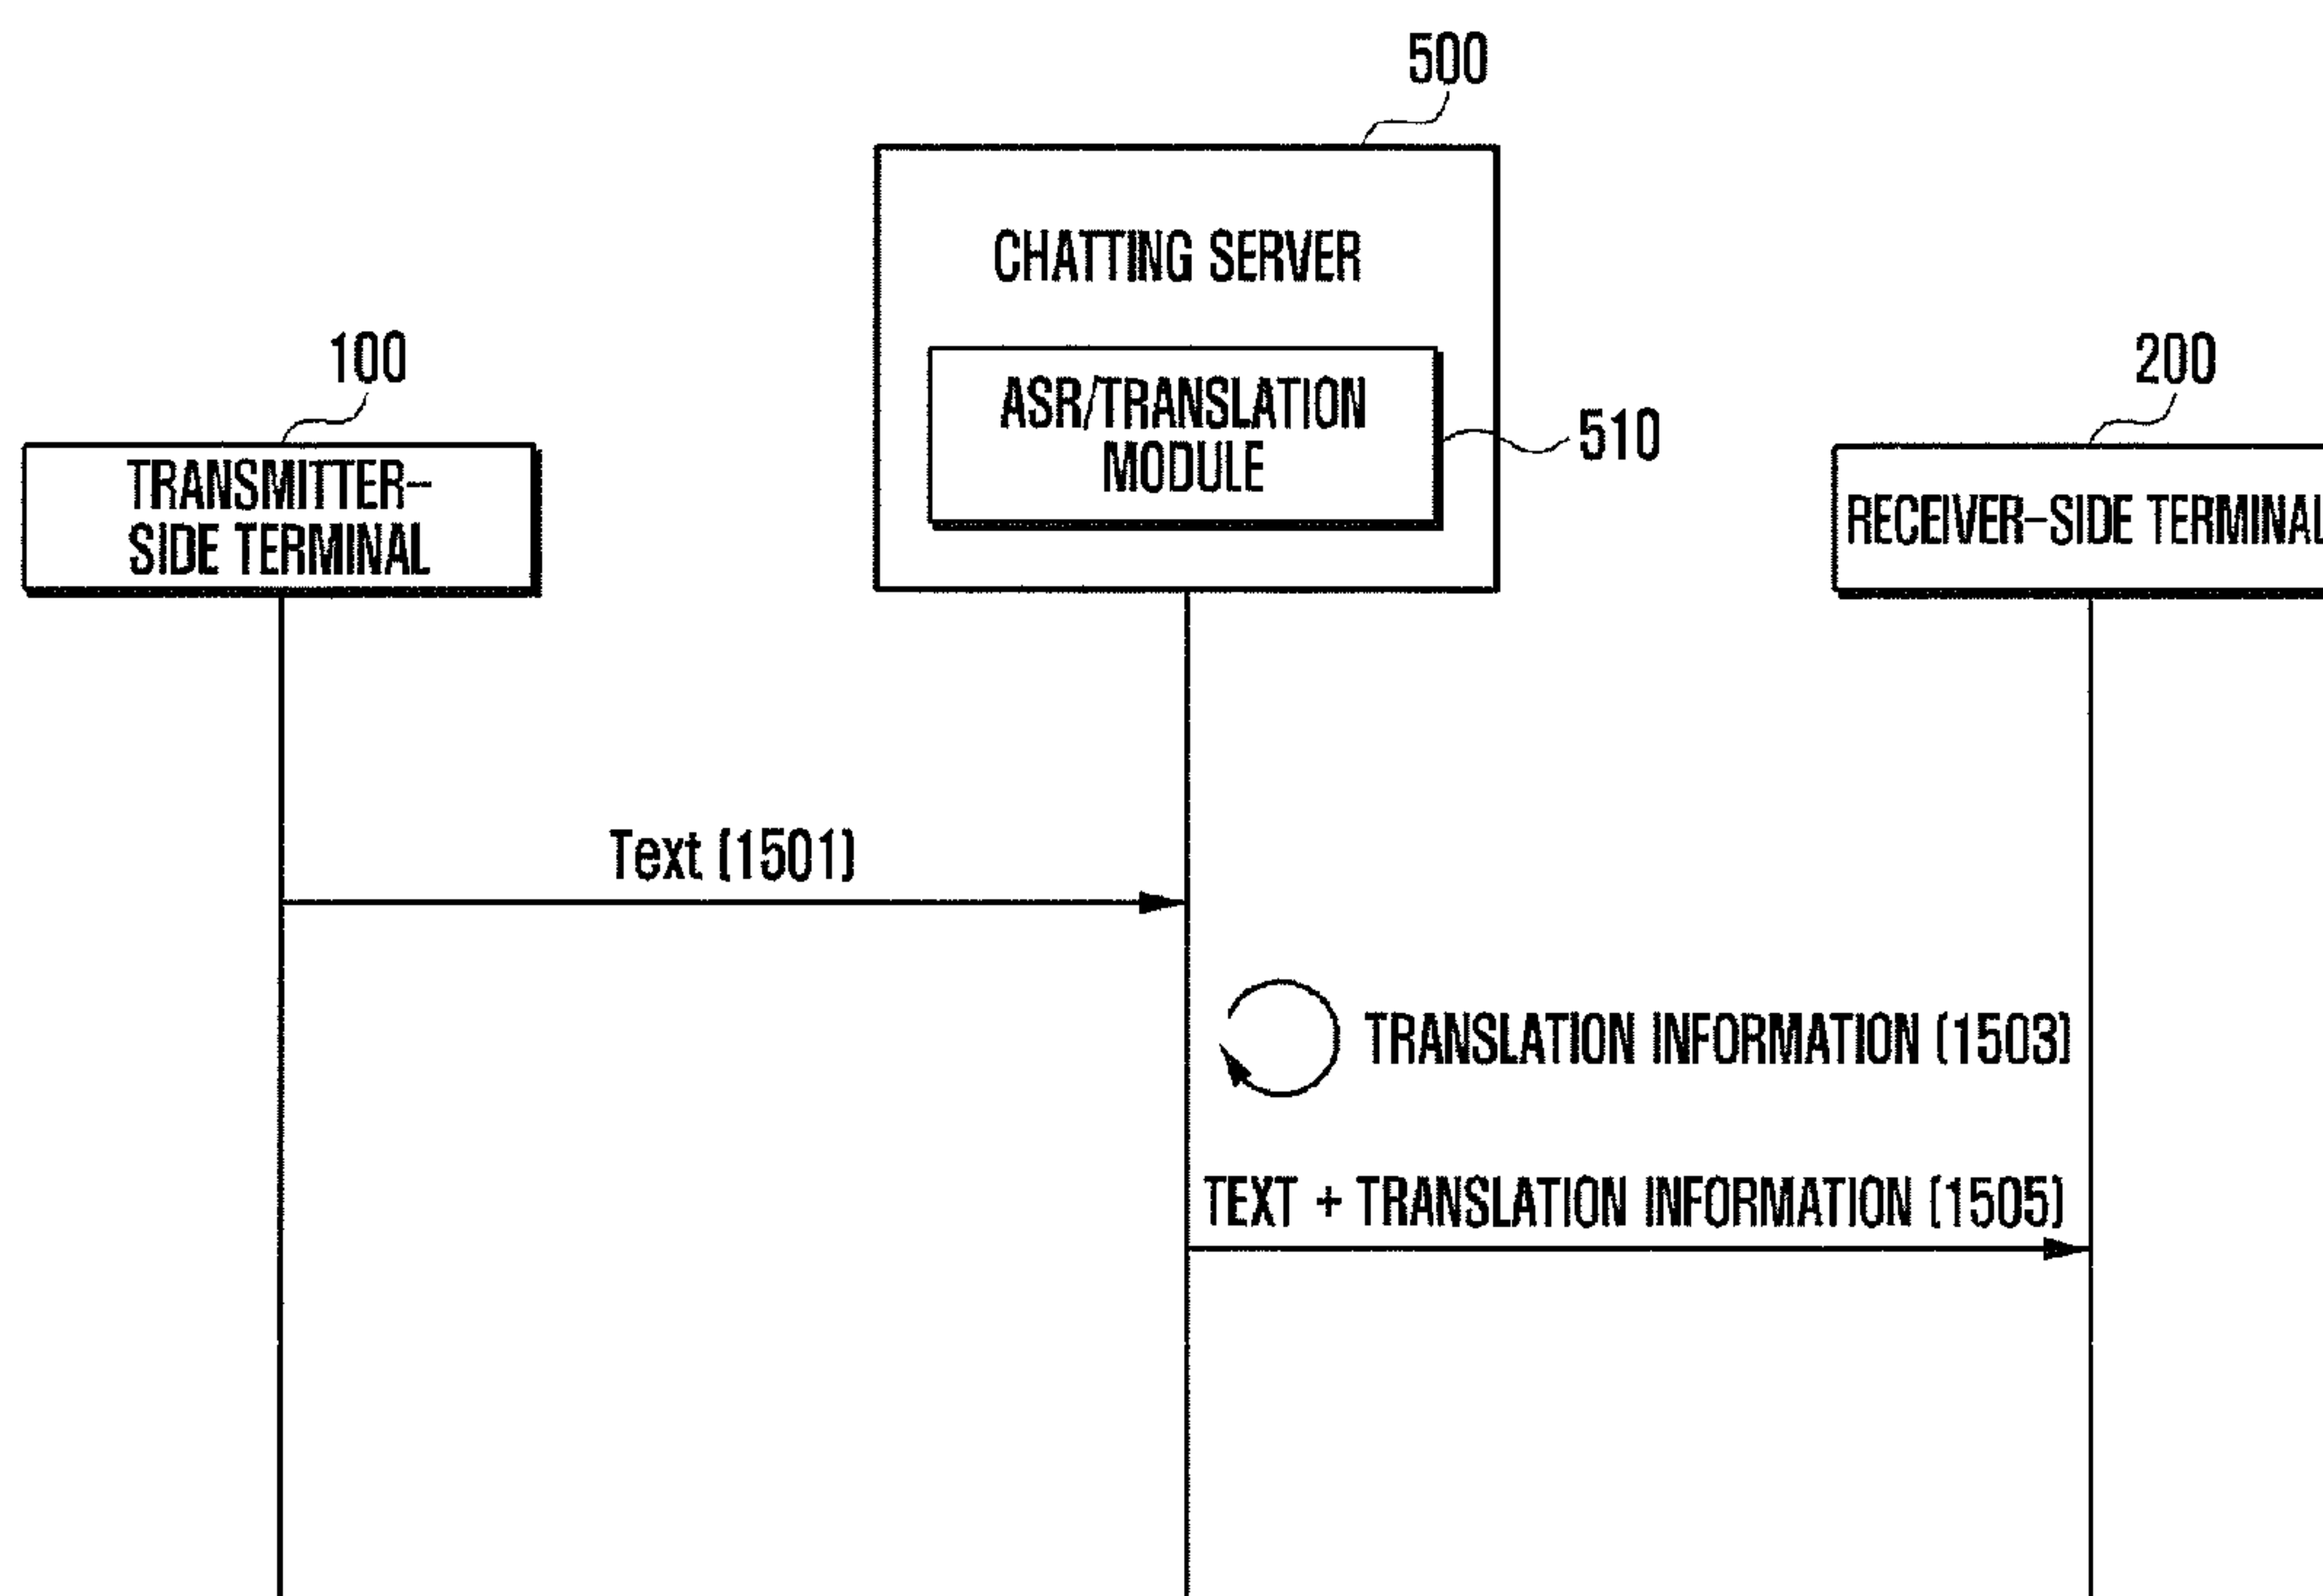 500
CHATTING SERVER
100
200
ASR/TRANSLATION
MODULE
510
TRANSMITTER-
SIDE TERMINAL
RECEIVER-SIDE TERMINAL
Text (1501)
TRANSLATION INFORMATION (1503)
TEXT + TRANSLATION INFORMATION (1505)